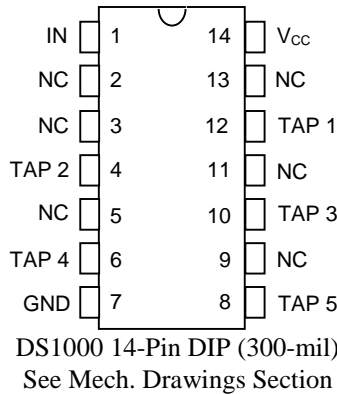 IN 1 14 Vcc
NC 2 13 NC
NC 3 12 TAP 1
TAP 2 4 11 NC
NC 5 10 TAP 3
TAP 4 6 9 NC
GND 7 8 TAP 5
DS1000 14-Pin DIP (300-mil)
See Mech. Drawings Section